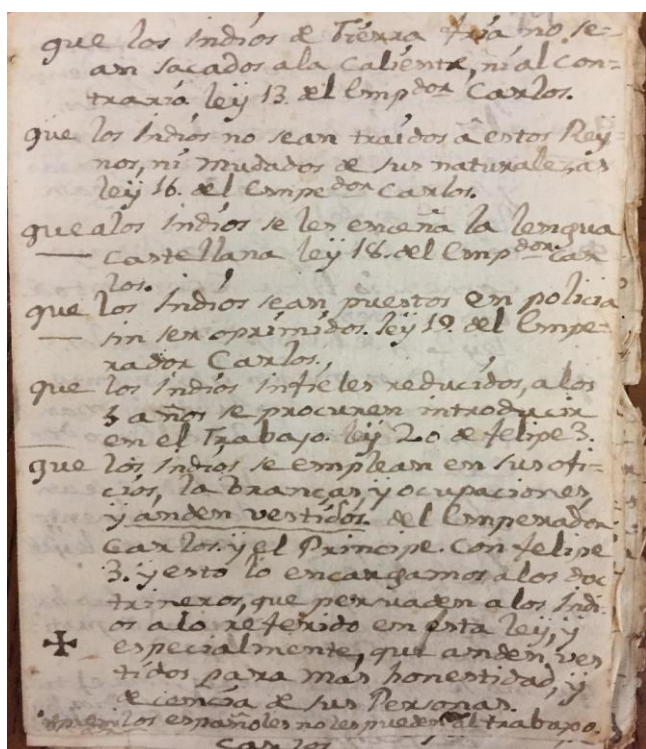 que los Indios de Tierra fria no se=
an sacados ala Caliente, ni al Con=
traria ley 13. del Empdor Carlos.
que los Indios no sean traidos a estos Rey=
nos, ni mudados de sus naturalezas
ley 16. del Empedor Carlos.
que alos Indios se les enceña la lengua
Castellana ley 18. del Empdor Car
los.
que los Indios sean puestos en policia
sin ser oprimidos. ley 19. del Empe=
rador Carlos.
que los Indios infieles reducidos, a los
3 años se procuren introducir
en el Trabajo. ley 20 de felipe 3.
que los Indios se emplean en sus ofi=
cios, labranças y ocupaciones,
y anden vestidos. del Emperador
Carlos. y el Principe. Con felipe
3. y esto lo encargamos alos Doc
trineros, que persuaden alos Indi=
os alo referido en esta ley, y
especialmente, que anden ves
tidos para mas honestidad, y
decencia de sus Personas.
los españoles no les pueden al trabajo.
Carlos